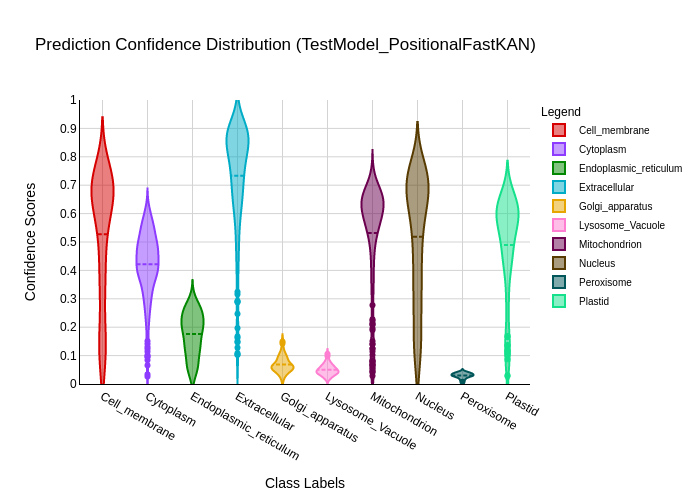 Prediction Confidence Distribution (TestModel_PositionalFastKAN)
Legend
Cell_membrane
Cytoplasm
Endoplasmic_reticulum
Extracellular
Golgi_apparatus
Lysosome_Vacuole
Mitochondrion
Nucleus
Peroxisome
Plastid
Confidence Scores
1
0.9
0.8
0.7
0.6
0.5
0.4
0.3
0.2
0.1
0
Cell_membrane
Cytoplasm
Endoplasmic_reticulum
Extracellular
Golgi_apparatus
Lysosome_Vacuole
Mitochondrion
Nucleus
Peroxisome
Plastid
Class Labels